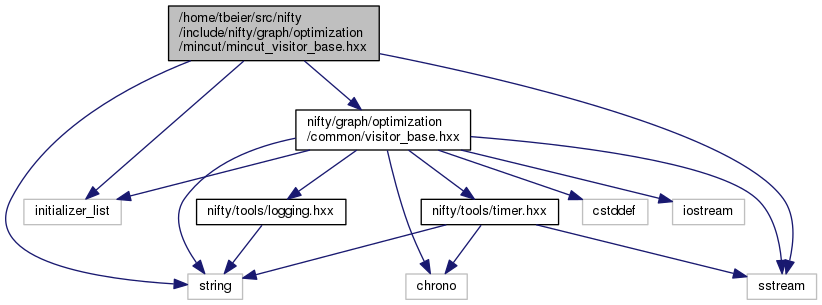 /home/tbeier/src/nifty
/include/nifty/graph/optimization
/mincut/mincut_visitor_base.hxx
nifty/graph/optimization
/common/visitor_base.hxx
initializer_list
nifty/tools/logging.hxx
nifty/tools/timer.hxx
cstddef
iostream
string
chrono
sstream